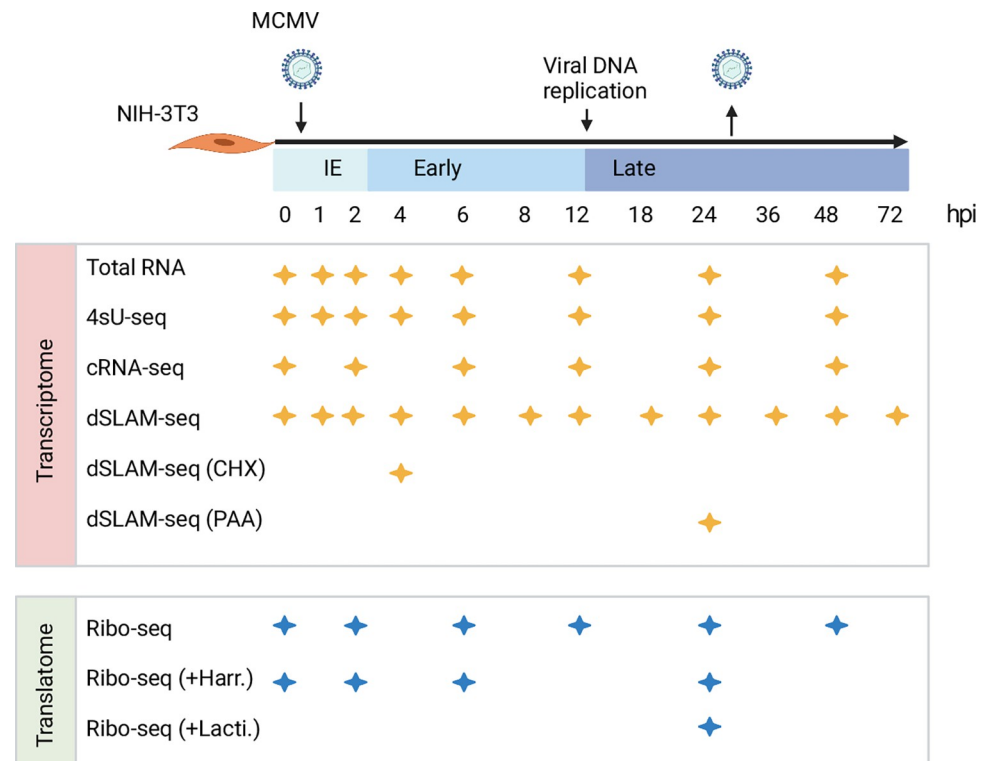 MCMV
Viral DNA
replication
NIH-3T3
IE Early Late
0 1 2 4 6 8 12 18 24 36 48 72 hpi
Transcriptome
Total RNA
4sU-seq
cRNA-seq
dSLAM-seq
dSLAM-seq (CHX)
dSLAM-seq (PAA)
Translatome
Ribo-seq
Ribo-seq (+Harr.)
Ribo-seq (+Lacti.)